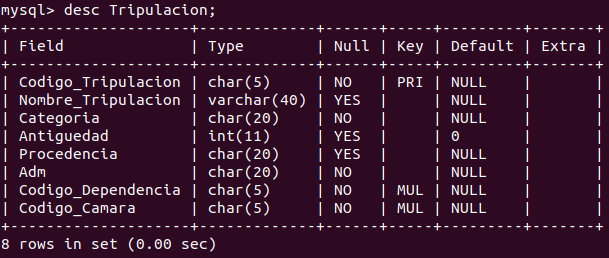 mysql> desc Tripulacion;
+--------------------+-------------+------+-----+---------+-------+
| Field              | Type        | Null | Key | Default | Extra |
+--------------------+-------------+------+-----+---------+-------+
| Codigo_Tripulacion | char(5)     | NO   | PRI | NULL    |       |
| Nombre_Tripulacion | varchar(40) | YES  |     | NULL    |       |
| Categoria          | char(20)    | NO   |     | NULL    |       |
| Antiguedad         | int(11)     | YES  |     | 0       |       |
| Procedencia        | char(20)    | YES  |     | NULL    |       |
| Adm                | char(20)    | NO   |     | NULL    |       |
| Codigo_Dependencia | char(5)     | NO   | MUL | NULL    |       |
| Codigo_Camara      | char(5)     | NO   | MUL | NULL    |       |
+--------------------+-------------+------+-----+---------+-------+
8 rows in set (0.00 sec)